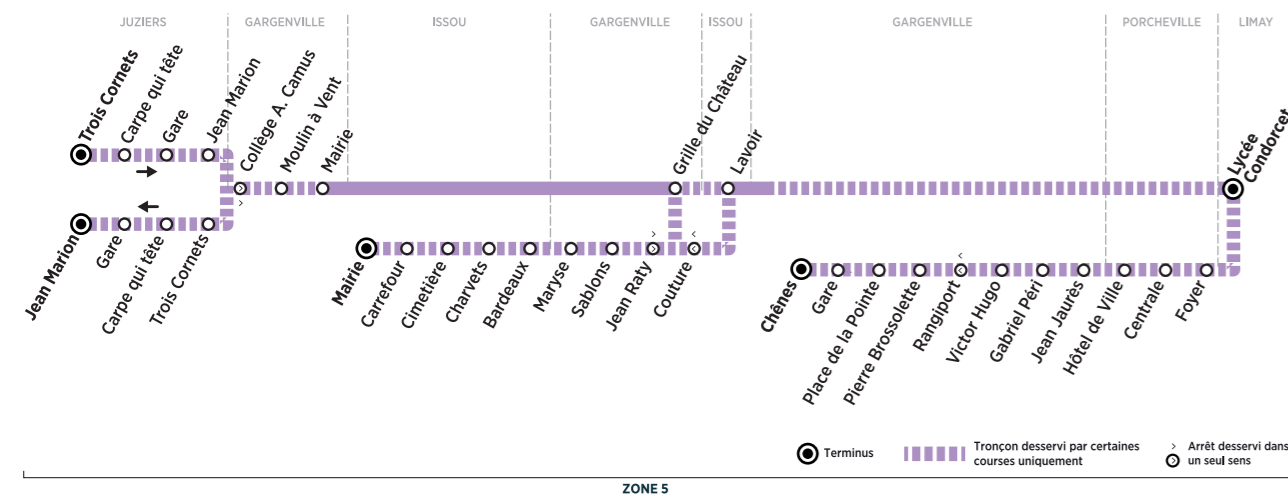 JUZIERS
GARGENVILLE
ISSOU
GARGENVILLE
ISSOU
GARGENVILLE
PORCHEVILLE
LIMAY
Trois Cornets
Carpe qui tête
Gare
Jean Marion
Collège A. Camus
Moulin à Vent
Mairie
Grille du Château
Lavoir
Lycée
Condorcet
Jean Marion
Gare
Carpe qui tête
Trois Cornets
Mairie
Carrefour
Cimetière
Charvets
Bardeaux
Maryse
Sablons
Jean Raty
Couture
Chênes
Gare
Place de la Pointe
Pierre Brossolette
Rangiport
Victor Hugo
Gabriel Péri
Jean Jaurès
Hôtel de Ville
Centrale
Foyer
Terminus
Tronçon desservi par certaines
courses uniquement
Arrêt desservi dans
un seul sens
ZONE 5